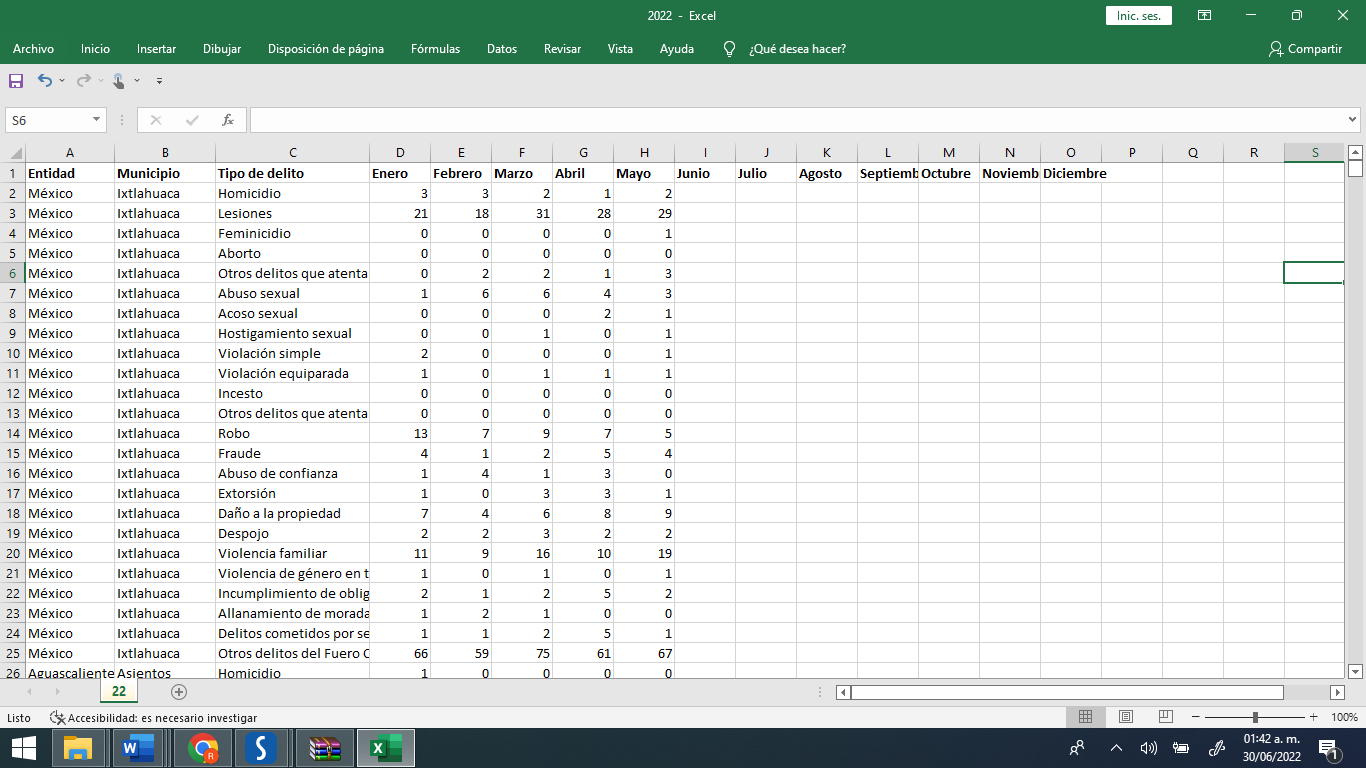 2022 - Excel
Inic. ses.
Archivo Inicio Insertar Dibujar Disposición de página Fórmulas Datos Revisar Vista Ayuda ¿Qué desea hacer? Compartir
S6 fx
A B C D E F G H I J K L M N O P Q R S
1 Entidad Municipio Tipo de delito Enero Febrero Marzo Abril Mayo Junio Julio Agosto Septiemb Octubre Noviemb Diciembre
2 México Ixtlahuaca Homicidio 3 3 2 1 2
3 México Ixtlahuaca Lesiones 21 18 31 28 29
4 México Ixtlahuaca Feminicidio 0 0 0 0 1
5 México Ixtlahuaca Aborto 0 0 0 0 0
6 México Ixtlahuaca Otros delitos que atenta 0 2 2 1 3
7 México Ixtlahuaca Abuso sexual 1 6 6 4 3
8 México Ixtlahuaca Acoso sexual 0 0 0 2 1
9 México Ixtlahuaca Hostigamiento sexual 0 0 1 0 1
10 México Ixtlahuaca Violación simple 2 0 0 0 1
11 México Ixtlahuaca Violación equiparada 1 0 1 1 1
12 México Ixtlahuaca Incesto 0 0 0 0 0
13 México Ixtlahuaca Otros delitos que atenta 0 0 0 0 0
14 México Ixtlahuaca Robo 13 7 9 7 5
15 México Ixtlahuaca Fraude 4 1 2 5 4
16 México Ixtlahuaca Abuso de confianza 1 4 1 3 0
17 México Ixtlahuaca Extorsión 1 0 3 3 1
18 México Ixtlahuaca Daño a la propiedad 7 4 6 8 9
19 México Ixtlahuaca Despojo 2 2 3 2 2
20 México Ixtlahuaca Violencia familiar 11 9 16 10 19
21 México Ixtlahuaca Violencia de género en t 1 0 1 0 1
22 México Ixtlahuaca Incumplimiento de oblig 2 1 2 5 2
23 México Ixtlahuaca Allanamiento de morada 1 2 1 0 0
24 México Ixtlahuaca Delitos cometidos por se 1 1 2 5 1
25 México Ixtlahuaca Otros delitos del Fuero C 66 59 75 61 67
26 Aguascaliente Asientos Homicidio 1 0 0 0 0
22
Listo Accesibilidad: es necesario investigar 100%
01:42 a. m.
30/06/2022
1